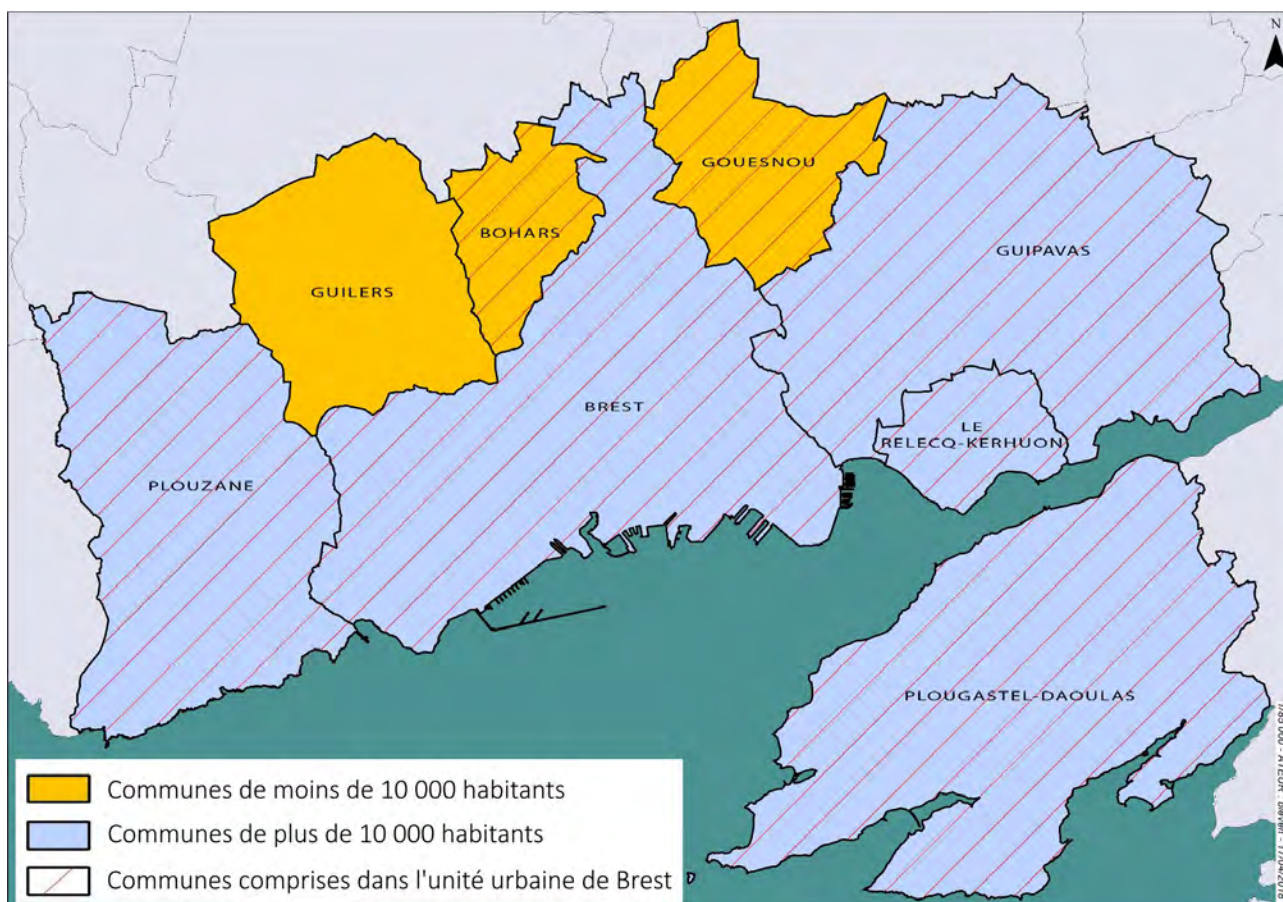 N
GOUESNOU
BOHARS
GUIPAVAS
GUILERS
BREST
LE
RELECQ-KERHUON
PLOUZANE
PLOUGASTEL-DAOULAS
Communes de moins de 10 000 habitants
Communes de plus de 10 000 habitants
Communes comprises dans l'unité urbaine de Brest